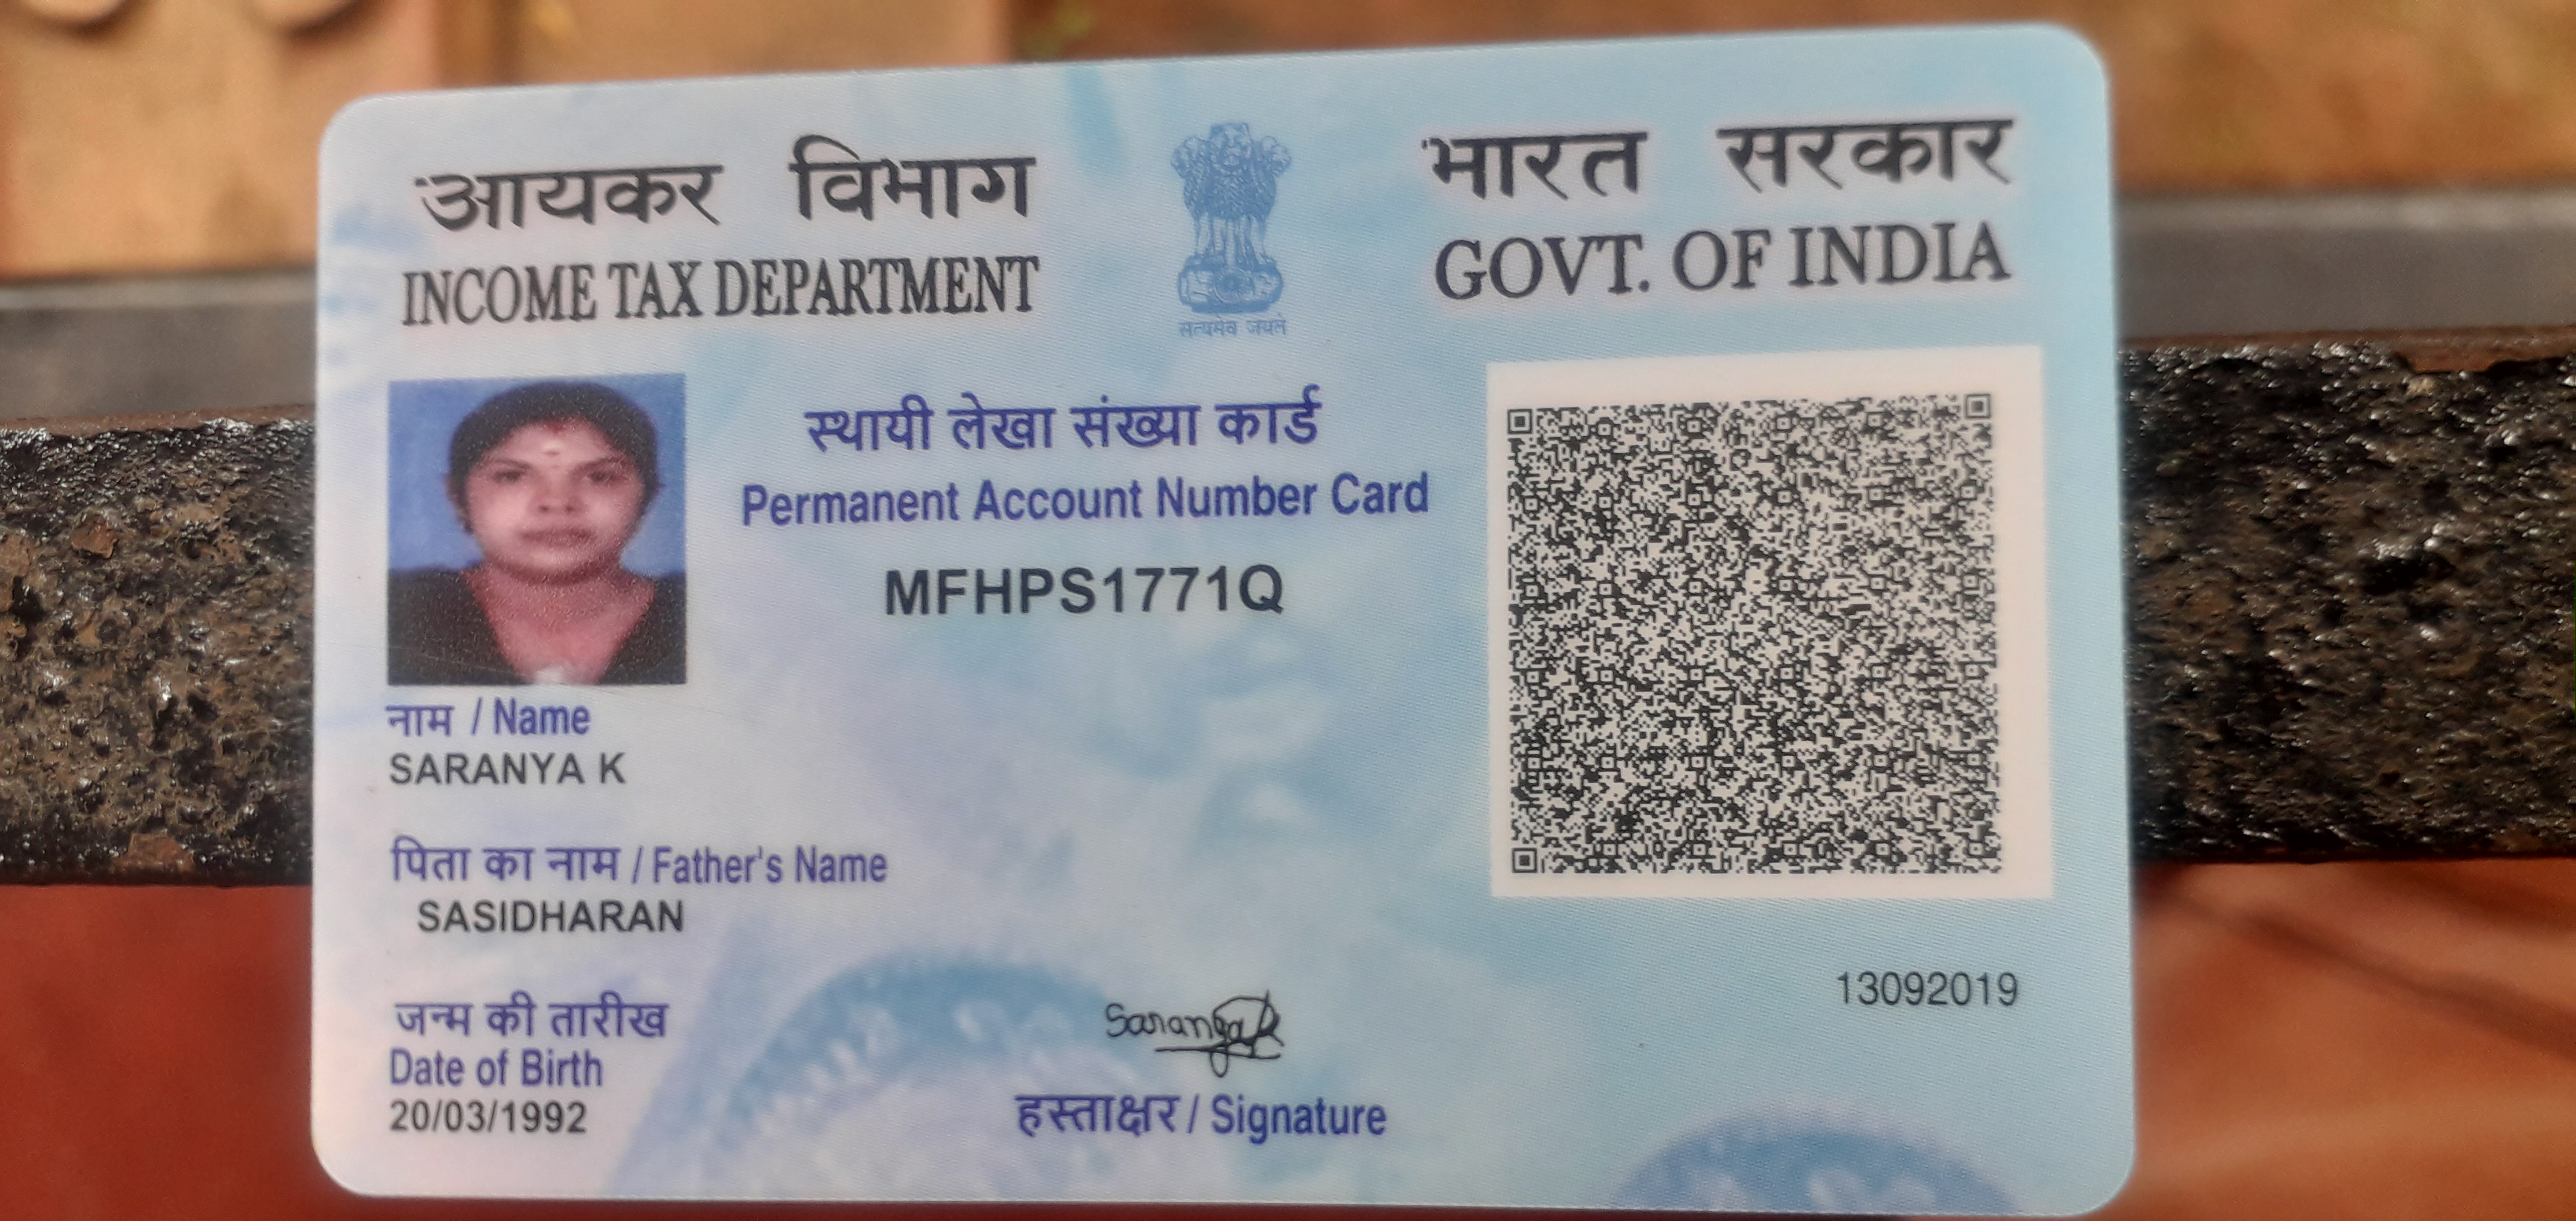 आयकर विभाग
INCOME TAX DEPARTMENT
सत्यमेव जयते
भारत सरकार
GOVT. OF INDIA
स्थायी लेखा संख्या कार्ड
Permanent Account Number Card
MFHPS1771Q
नाम / Name
SARANYA K
पिता का नाम / Father's Name
SASIDHARAN
जन्म की तारीख
Date of Birth
20/03/1992
Saranya K
हस्ताक्षर / Signature
13092019